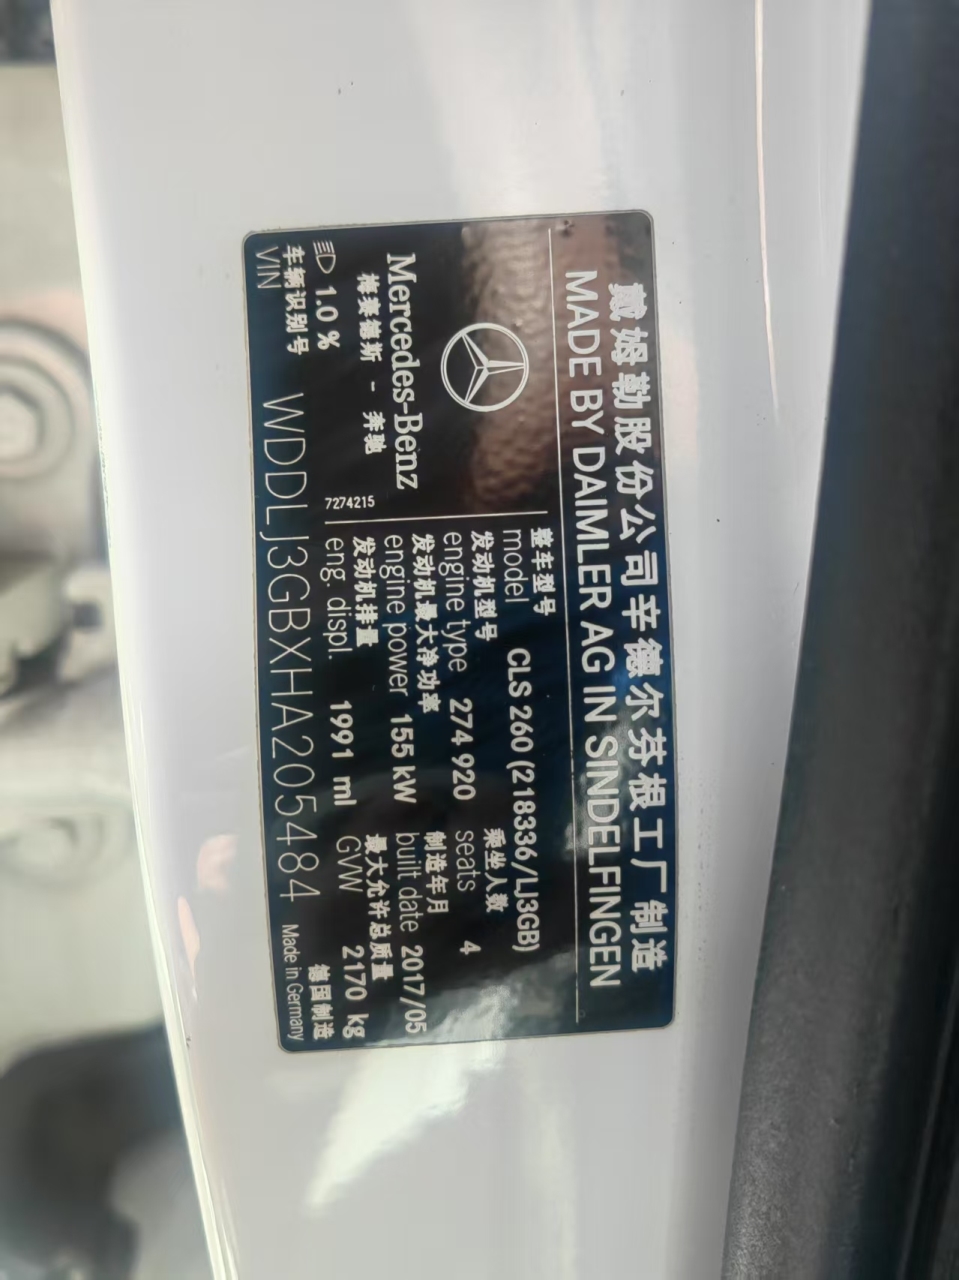 戴姆勒股份公司辛德尔芬根工厂制造
MADE BY DAIMLER AG IN SINDELFINGEN
Mercedes-Benz
梅赛德斯 - 奔驰
7274215
整车型号
model CLS 260 (218336/LJ3GB)
发动机型号
engine type 274 920
乘坐人数
seats 4
发动机最大净功率
engine power 155 kW
制造年月
built date 2017/05
发动机排量
eng. displ. 1991 ml
最大允许总质量
GVW 2170 kg
1.0 %
车辆识别号
VIN WDDLJ3GBXHA205484
德国制造
Made in Germany